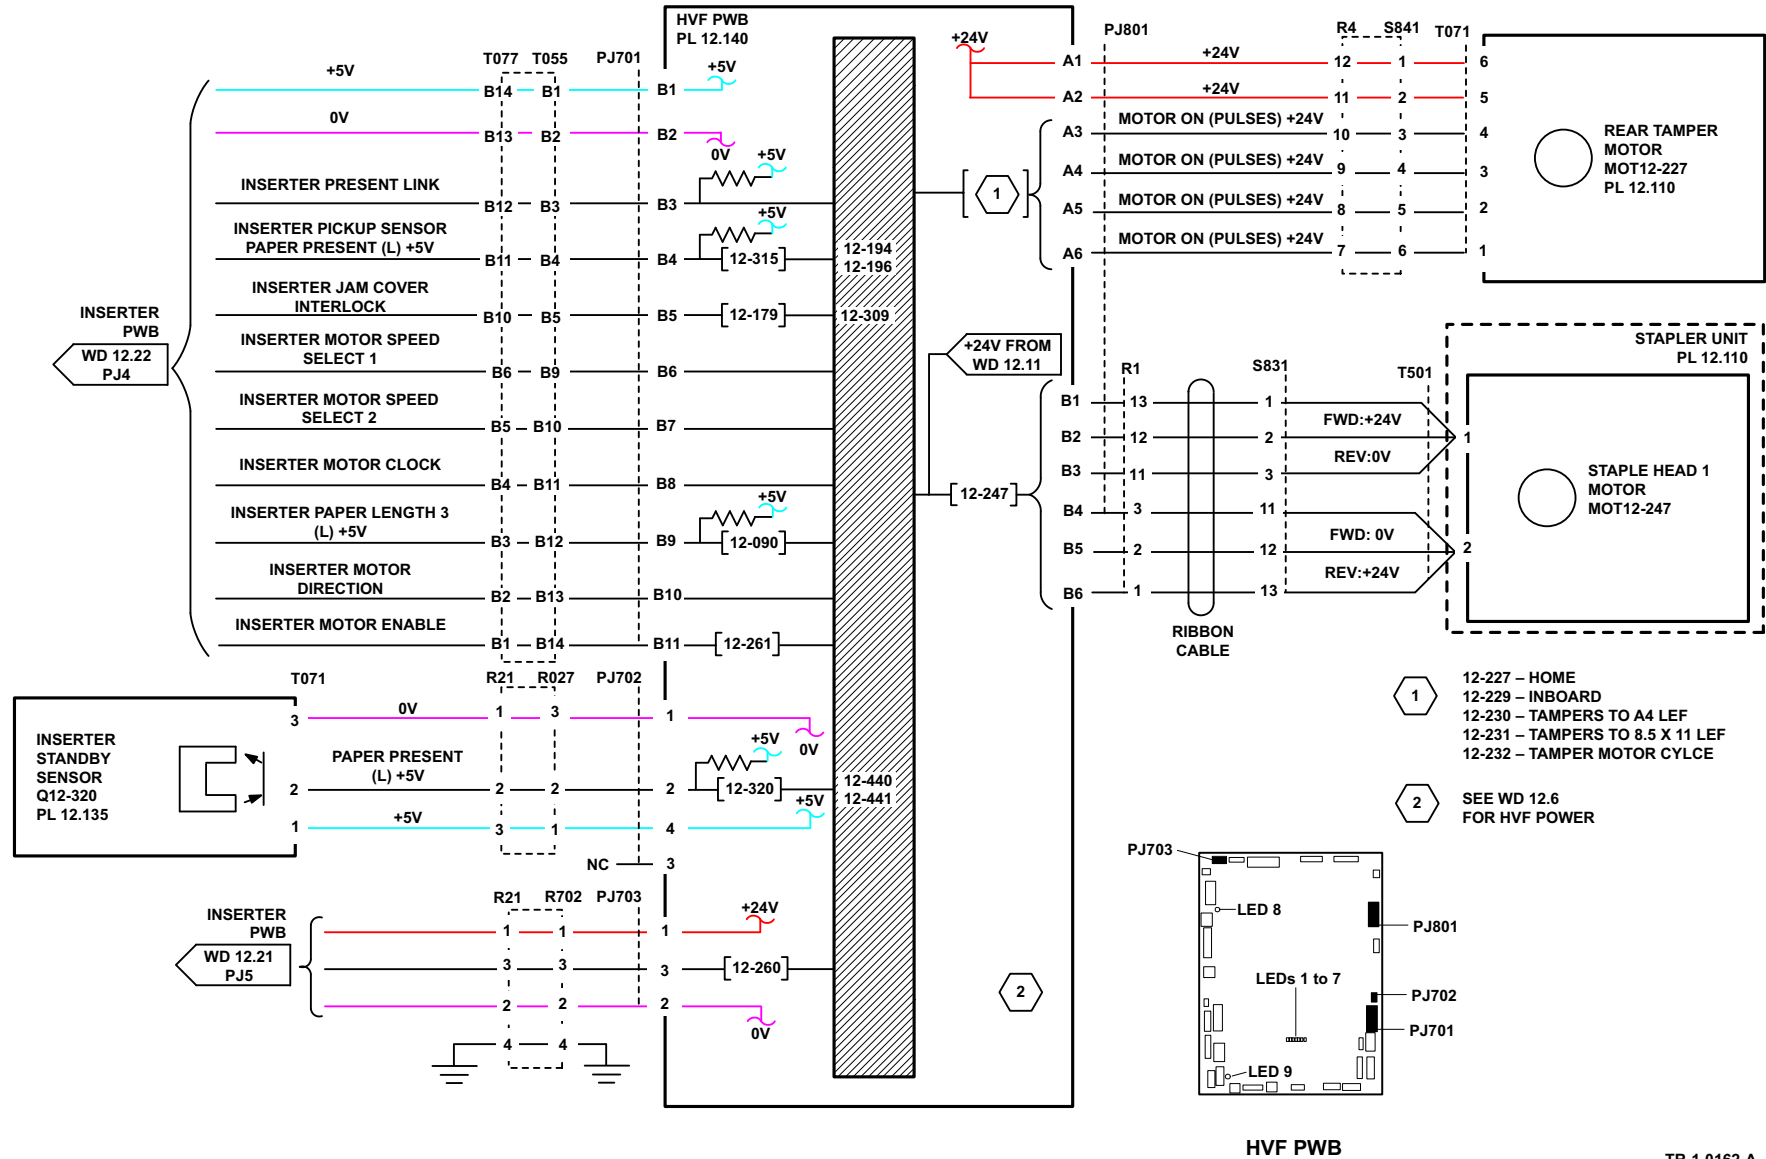 HVF PWB
PL 12.140
T077 T055 PJ701
+5V
B14 B1 B1 +5V
0V
B13 B2 B2 0V
INSERTER PRESENT LINK
B12 B3 B3 +5V
INSERTER PICKUP SENSOR
PAPER PRESENT (L) +5V
B11 B4 B4 +5V 12-315
12-194
12-196
INSERTER JAM COVER
INTERLOCK
B10 B5 B5 12-179 12-309
INSERTER
PWB
WD 12.22
PJ4
INSERTER MOTOR SPEED
SELECT 1
B6 B9 B6
INSERTER MOTOR SPEED
SELECT 2
B5 B10 B7
INSERTER MOTOR CLOCK
B4 B11 B8
INSERTER PAPER LENGTH 3
(L) +5V
B3 B12 B9 +5V 12-090
INSERTER MOTOR
DIRECTION
B2 B13 B10
INSERTER MOTOR ENABLE
B1 B14 B11 12-261
T071 R21 R027 PJ702
INSERTER
STANDBY
SENSOR
Q12-320
PL 12.135
3 0V 1 3 1 0V
PAPER PRESENT
(L) +5V
2 2 2 2 +5V 12-320
12-440
12-441
1 +5V 3 1 4 +5V
NC 3
R21 R702 PJ703
INSERTER
PWB
WD 12.21
PJ5
1 1 1 +24V
3 3 3 12-260
2 2 2 0V
4 4
2
PJ801 R4 S841 T071
+24V
A1 +24V 12 1 6
A2 +24V 11 2 5
A3 MOTOR ON (PULSES) +24V 10 3 4
A4 MOTOR ON (PULSES) +24V 9 4 3
A5 MOTOR ON (PULSES) +24V 8 5 2
A6 MOTOR ON (PULSES) +24V 7 6 1
1
REAR TAMPER
MOTOR
MOT12-227
PL 12.110
+24V FROM
WD 12.11
12-247
R1 S831 T501
STAPLER UNIT
PL 12.110
B1 13 1
FWD:+24V
B2 12 2 1
REV:0V
B3 11 3
B4 3 11
FWD: 0V
B5 2 12 2
REV:+24V
B6 1 13
STAPLE HEAD 1
MOTOR
MOT12-247
RIBBON
CABLE
1
12-227 – HOME
12-229 – INBOARD
12-230 – TAMPERS TO A4 LEF
12-231 – TAMPERS TO 8.5 X 11 LEF
12-232 – TAMPER MOTOR CYLCE
2
SEE WD 12.6
FOR HVF POWER
PJ703
LED 8
PJ801
LEDs 1 to 7
PJ702
PJ701
LED 9
HVF PWB
TR-1-0162-A